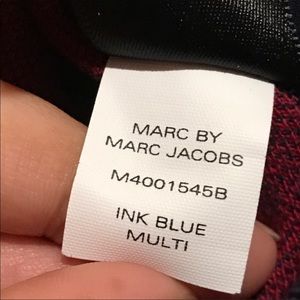 MARC BY
MARC JACOBS
M4001545B
INK BLUE
MULTI